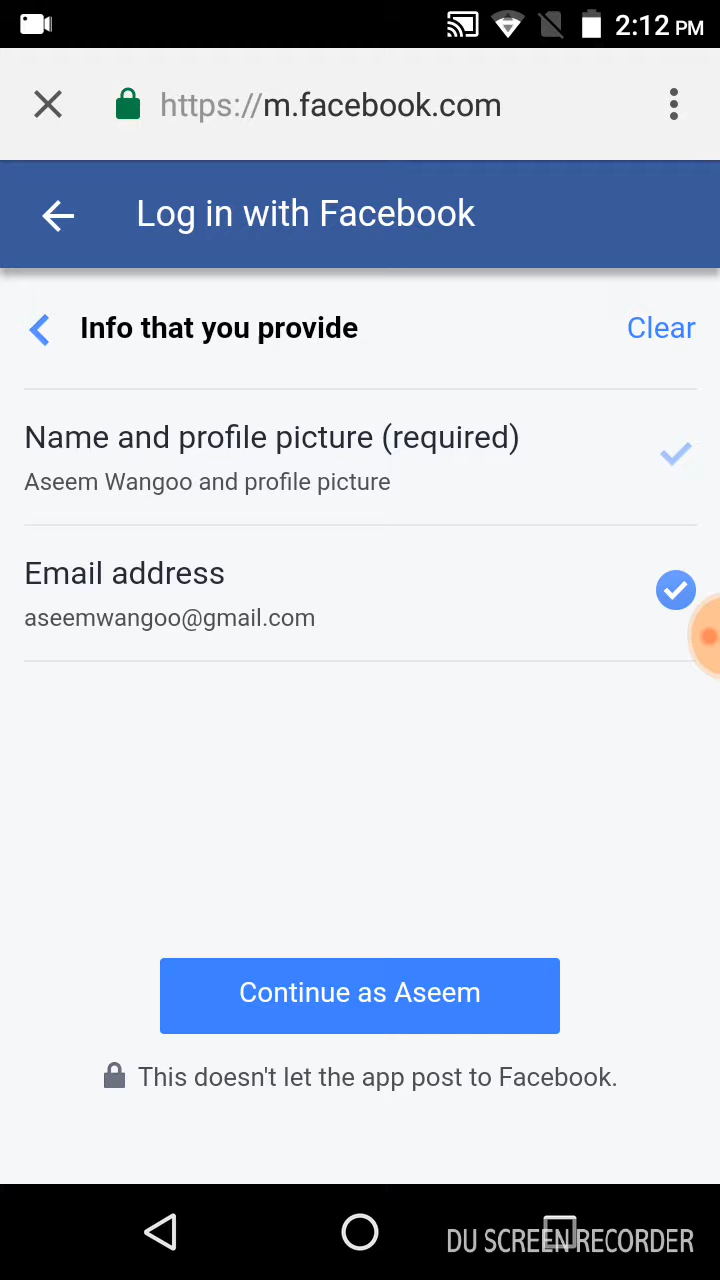 2:12 PM
https://m.facebook.com
Log in with Facebook
Info that you provide
Clear
Name and profile picture (required)
Aseem Wangoo and profile picture
Email address
aseemwangoo@gmail.com
Continue as Aseem
This doesn't let the app post to Facebook.
DU SCREEN RECORDER